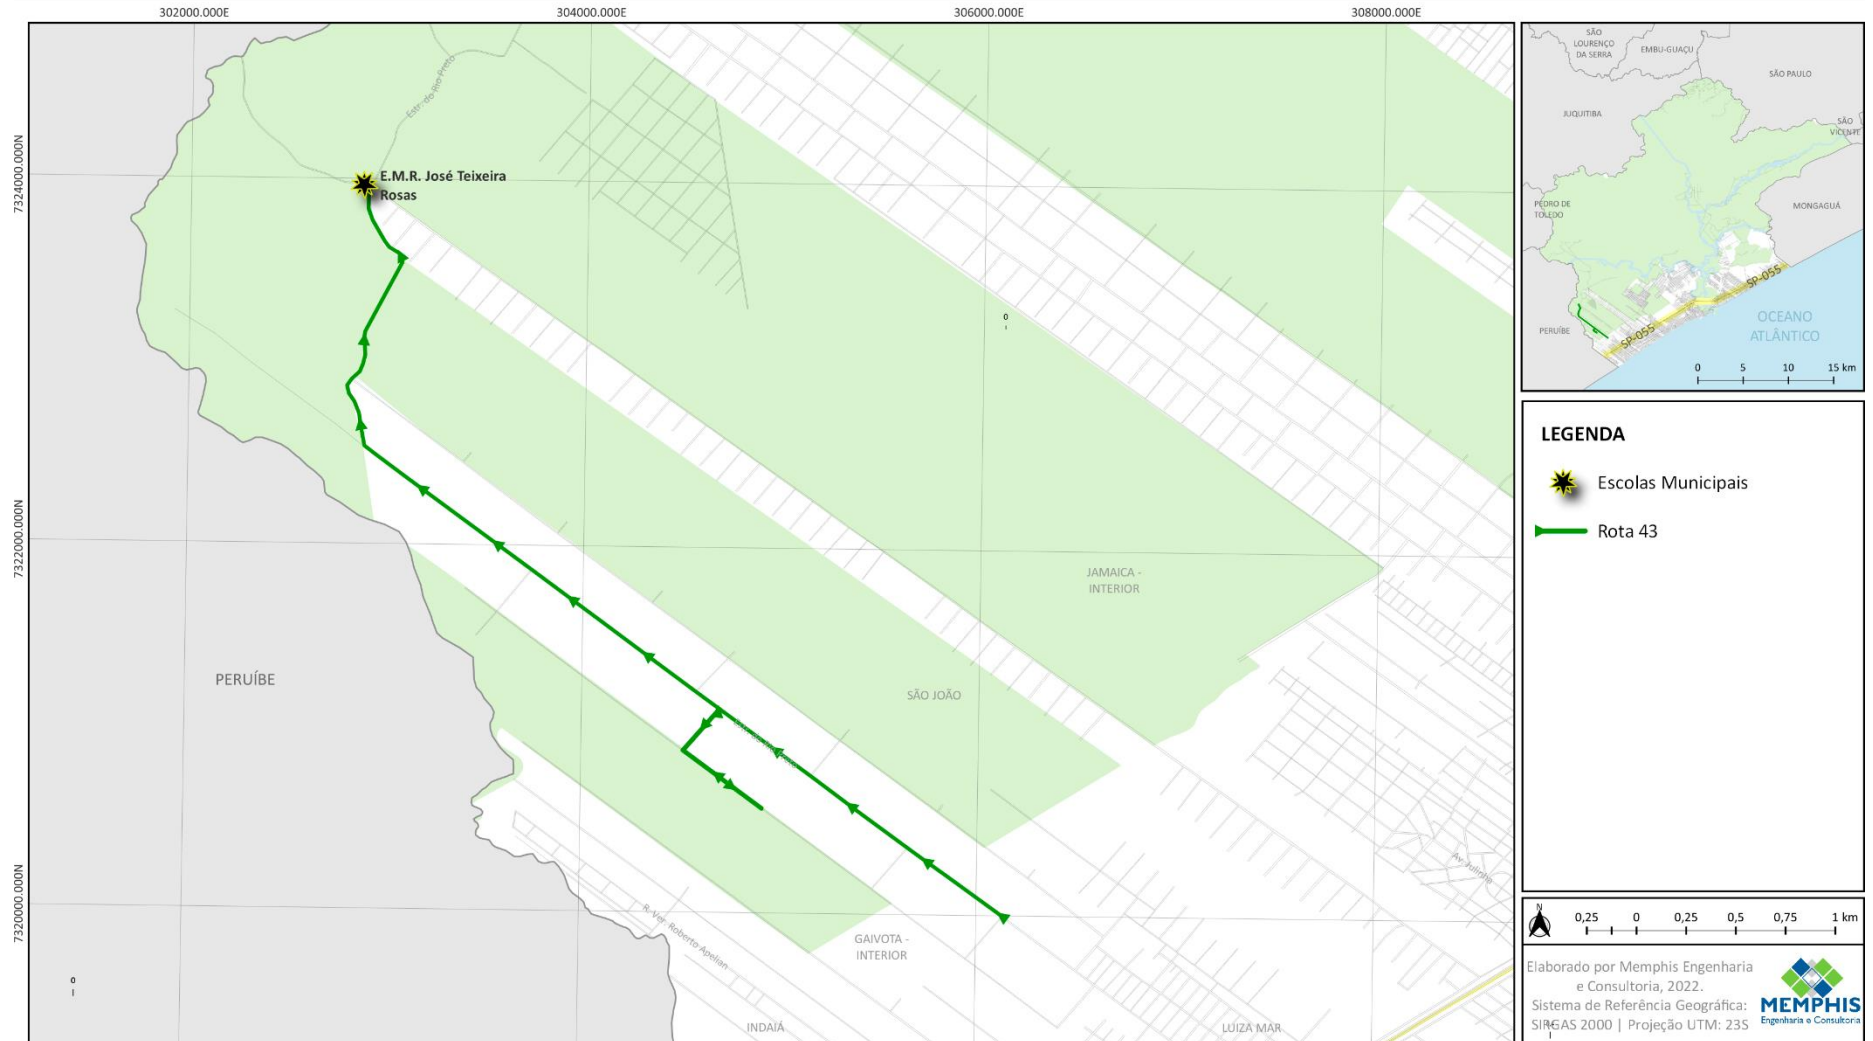 302000.000E
304000.000E
306000.000E
308000.000E
7324000.000N
7322000.000N
7320000.000N
Estr. do Rio Preto
E.M.R. José Teixeira
Rosas
0
JAMAICA -
INTERIOR
SÃO JOÃO
PERUÍBE
Av. Julinha
R. Ver. Roberto Apelian
GAIVOTA -
INTERIOR
0
INDAIÁ
LUIZA MAR
SÃO
LOURENÇO
DA SERRA
EMBU-GUAÇU
SÃO PAULO
JUQUITIBA
SÃO
VICENTE
PEDRO DE
TOLEDO
MONGAGUÁ
SP-055
SP-055
PERUÍBE
OCEANO
ATLÂNTICO
0 5 10 15 km
LEGENDA
Escolas Municipais
Rota 43
N
0,25 0 0,25 0,5 0,75 1 km
Elaborado por Memphis Engenharia
e Consultoria, 2022.
Sistema de Referência Geográfica:
SIRGAS 2000 | Projeção UTM: 23S
MEMPHIS
Engenharia e Consultoria